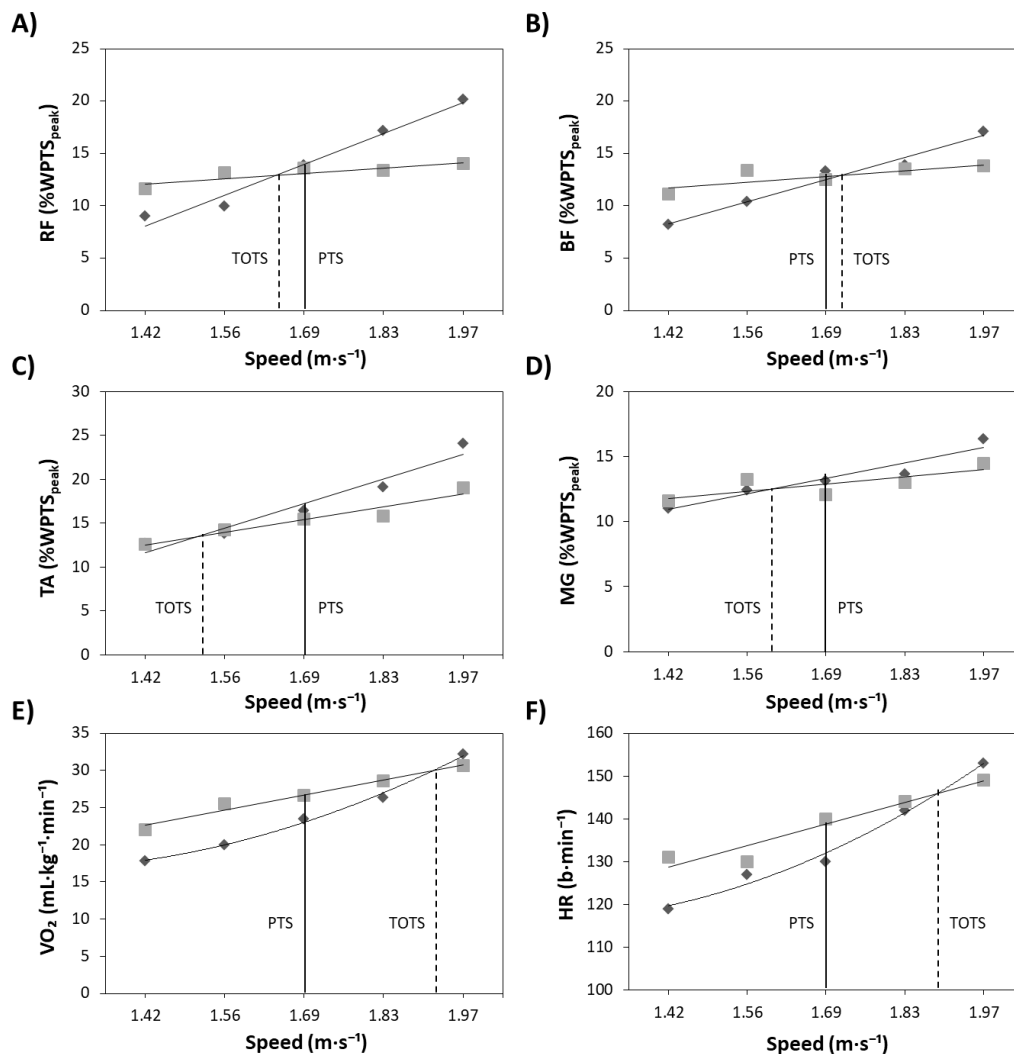 A)
RF (%WPTSpeak)
25
20
15
10
5
0
TOTS PTS
1.42 1.56 1.69 1.83 1.97
Speed (m·s⁻¹)
B)
BF (%WPTSpeak)
25
20
15
10
5
0
PTS TOTS
1.42 1.56 1.69 1.83 1.97
Speed (m·s⁻¹)
C)
TA (%WPTSpeak)
30
25
20
15
10
5
0
TOTS PTS
1.42 1.56 1.69 1.83 1.97
Speed (m·s⁻¹)
D)
MG (%WPTSpeak)
20
15
10
5
0
TOTS PTS
1.42 1.56 1.69 1.83 1.97
Speed (m·s⁻¹)
E)
VO₂ (mL·kg⁻¹·min⁻¹)
35
30
25
20
15
10
5
0
PTS TOTS
1.42 1.56 1.69 1.83 1.97
Speed (m·s⁻¹)
F)
HR (b·min⁻¹)
160
150
140
130
120
110
100
PTS TOTS
1.42 1.56 1.69 1.83 1.97
Speed (m·s⁻¹)